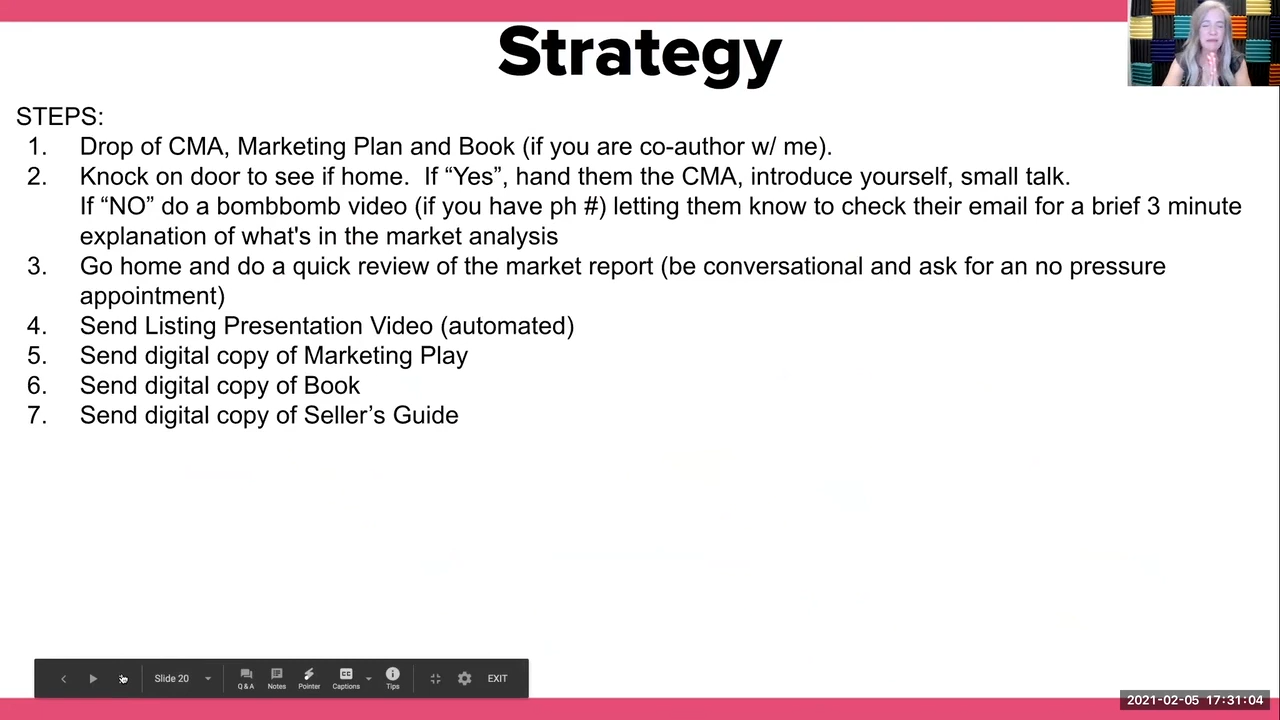 Strategy
STEPS:
1. Drop of CMA, Marketing Plan and Book (if you are co-author w/ me).
2. Knock on door to see if home. If “Yes”, hand them the CMA, introduce yourself, small talk.
If “NO” do a bombbomb video (if you have ph #) letting them know to check their email for a brief 3 minute
explanation of what's in the market analysis
3. Go home and do a quick review of the market report (be conversational and ask for an no pressure
appointment)
4. Send Listing Presentation Video (automated)
5. Send digital copy of Marketing Play
6. Send digital copy of Book
7. Send digital copy of Seller’s Guide
Slide 20
Q&A
Notes
Pointer
CC
Captions
Tips
EXIT
2021-02-05 17:31:04